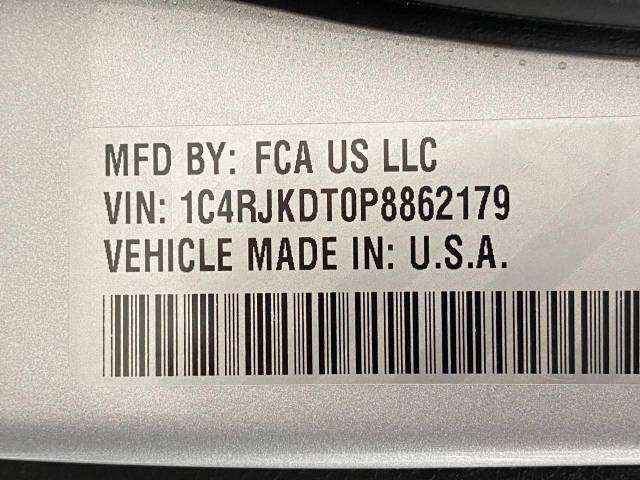 MFD BY: FCA US LLC
VIN: 1C4RJKDT0P8862179
VEHICLE MADE IN: U.S.A.